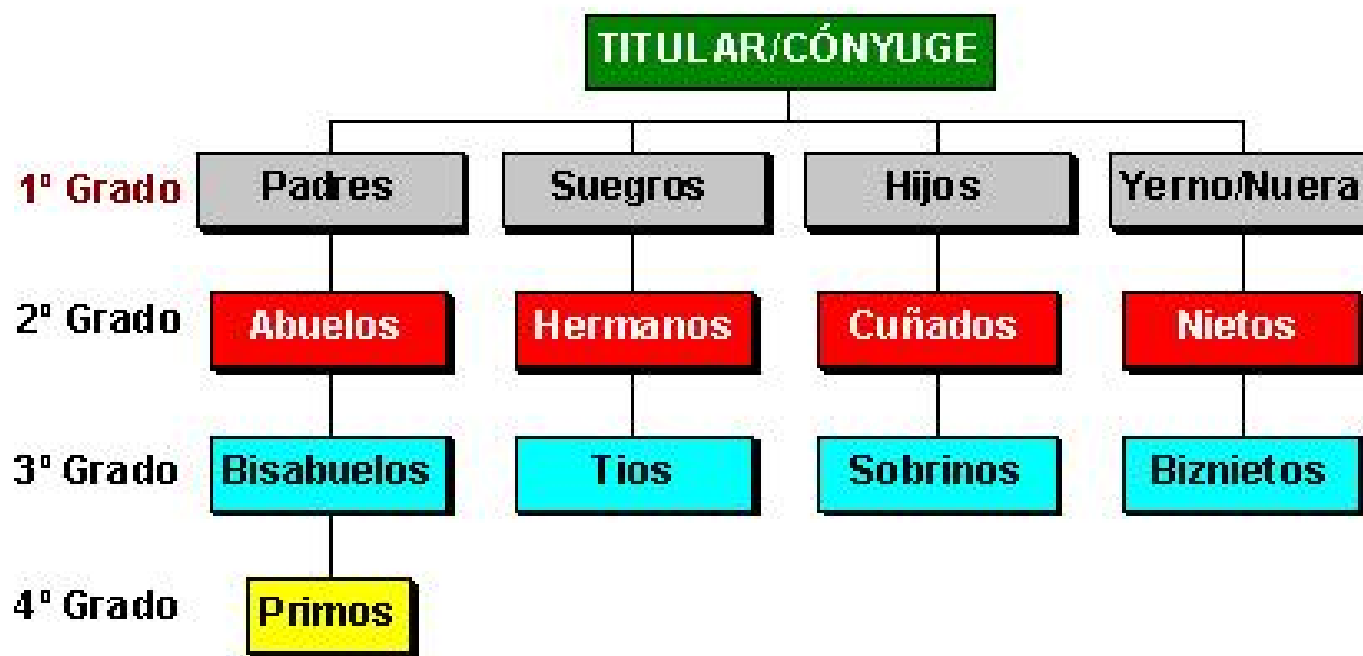 TITULAR/CÓNYUGE
1º Grado Padres Suegros Hijos Yerno/Nuera
2º Grado Abuelos Hermanos Cuñados Nietos
3º Grado Bisabuelos Tios Sobrinos Biznietos
4º Grado Primos